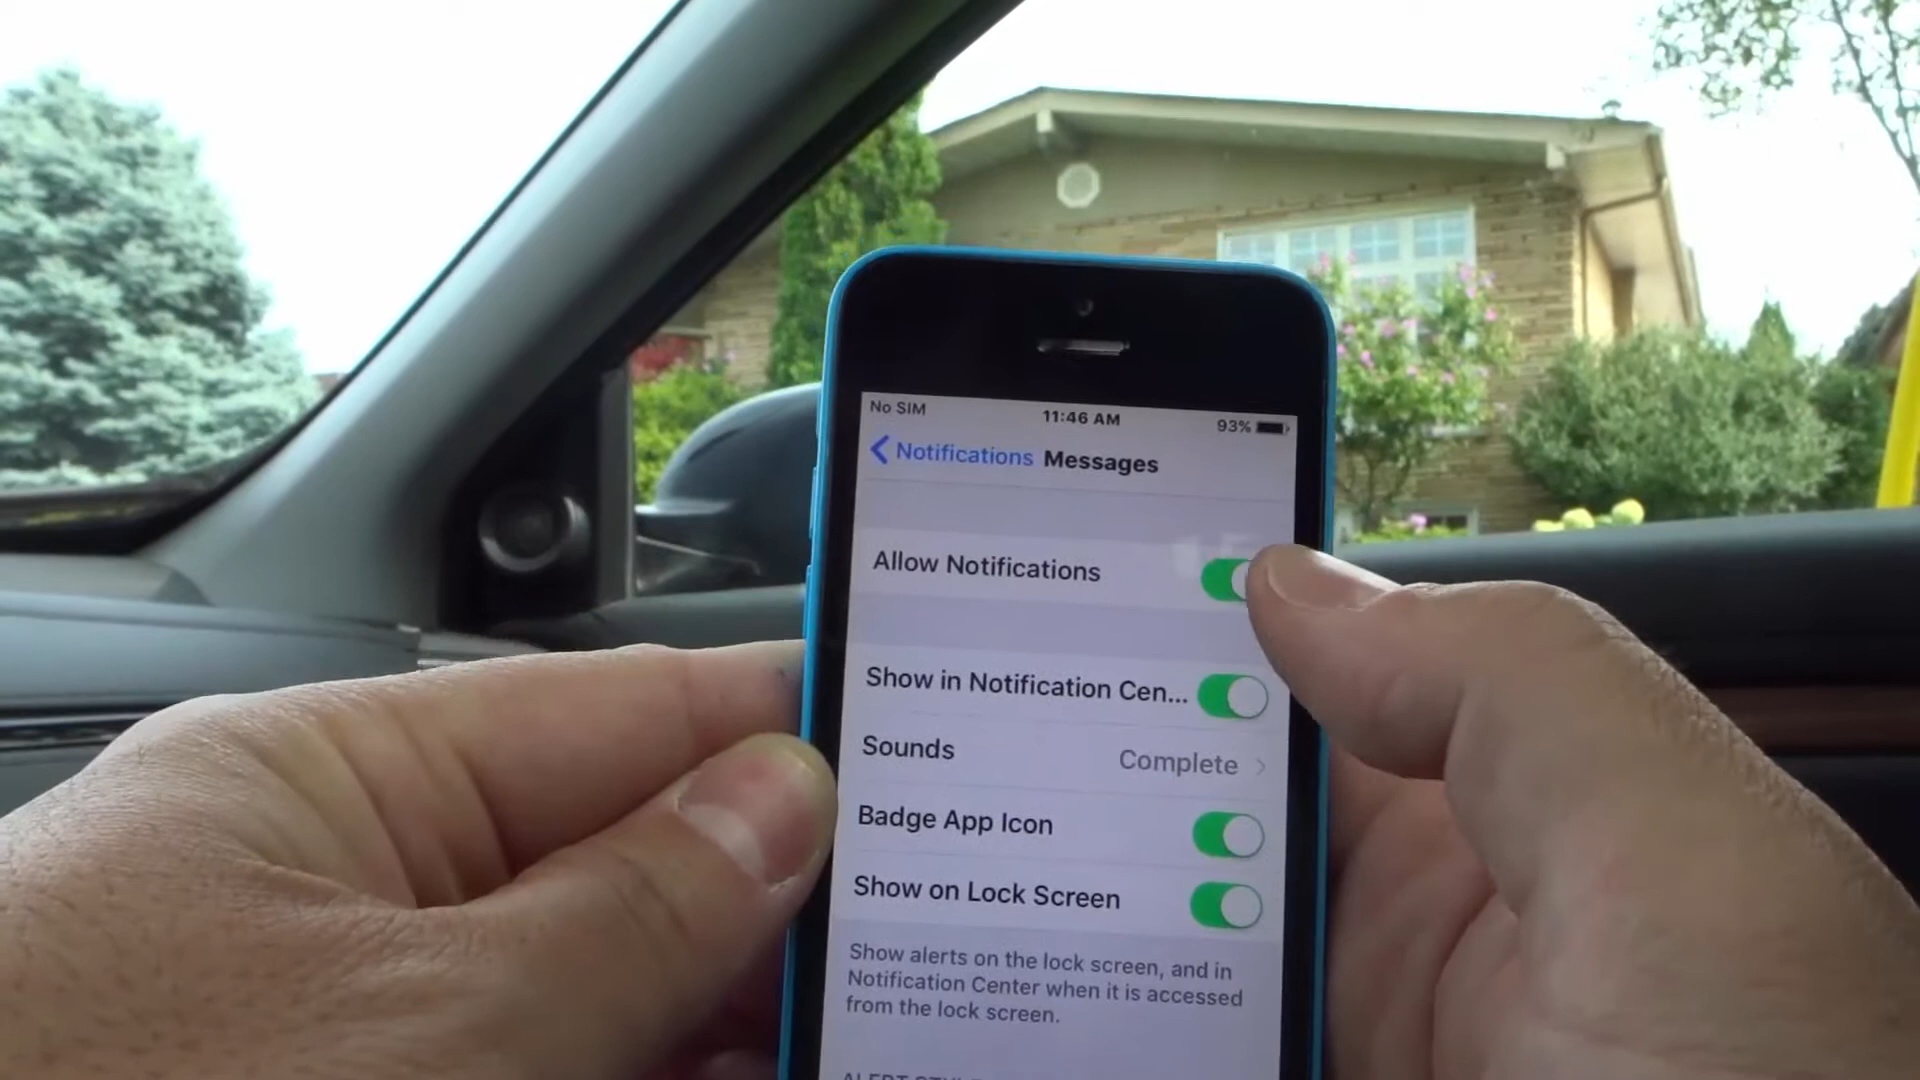 No SIM 11:46 AM 93%
Notifications Messages
Allow Notifications
Show in Notification Cen...
Sounds Complete
Badge App Icon
Show on Lock Screen
Show alerts on the lock screen, and in
Notification Center when it is accessed
from the lock screen.